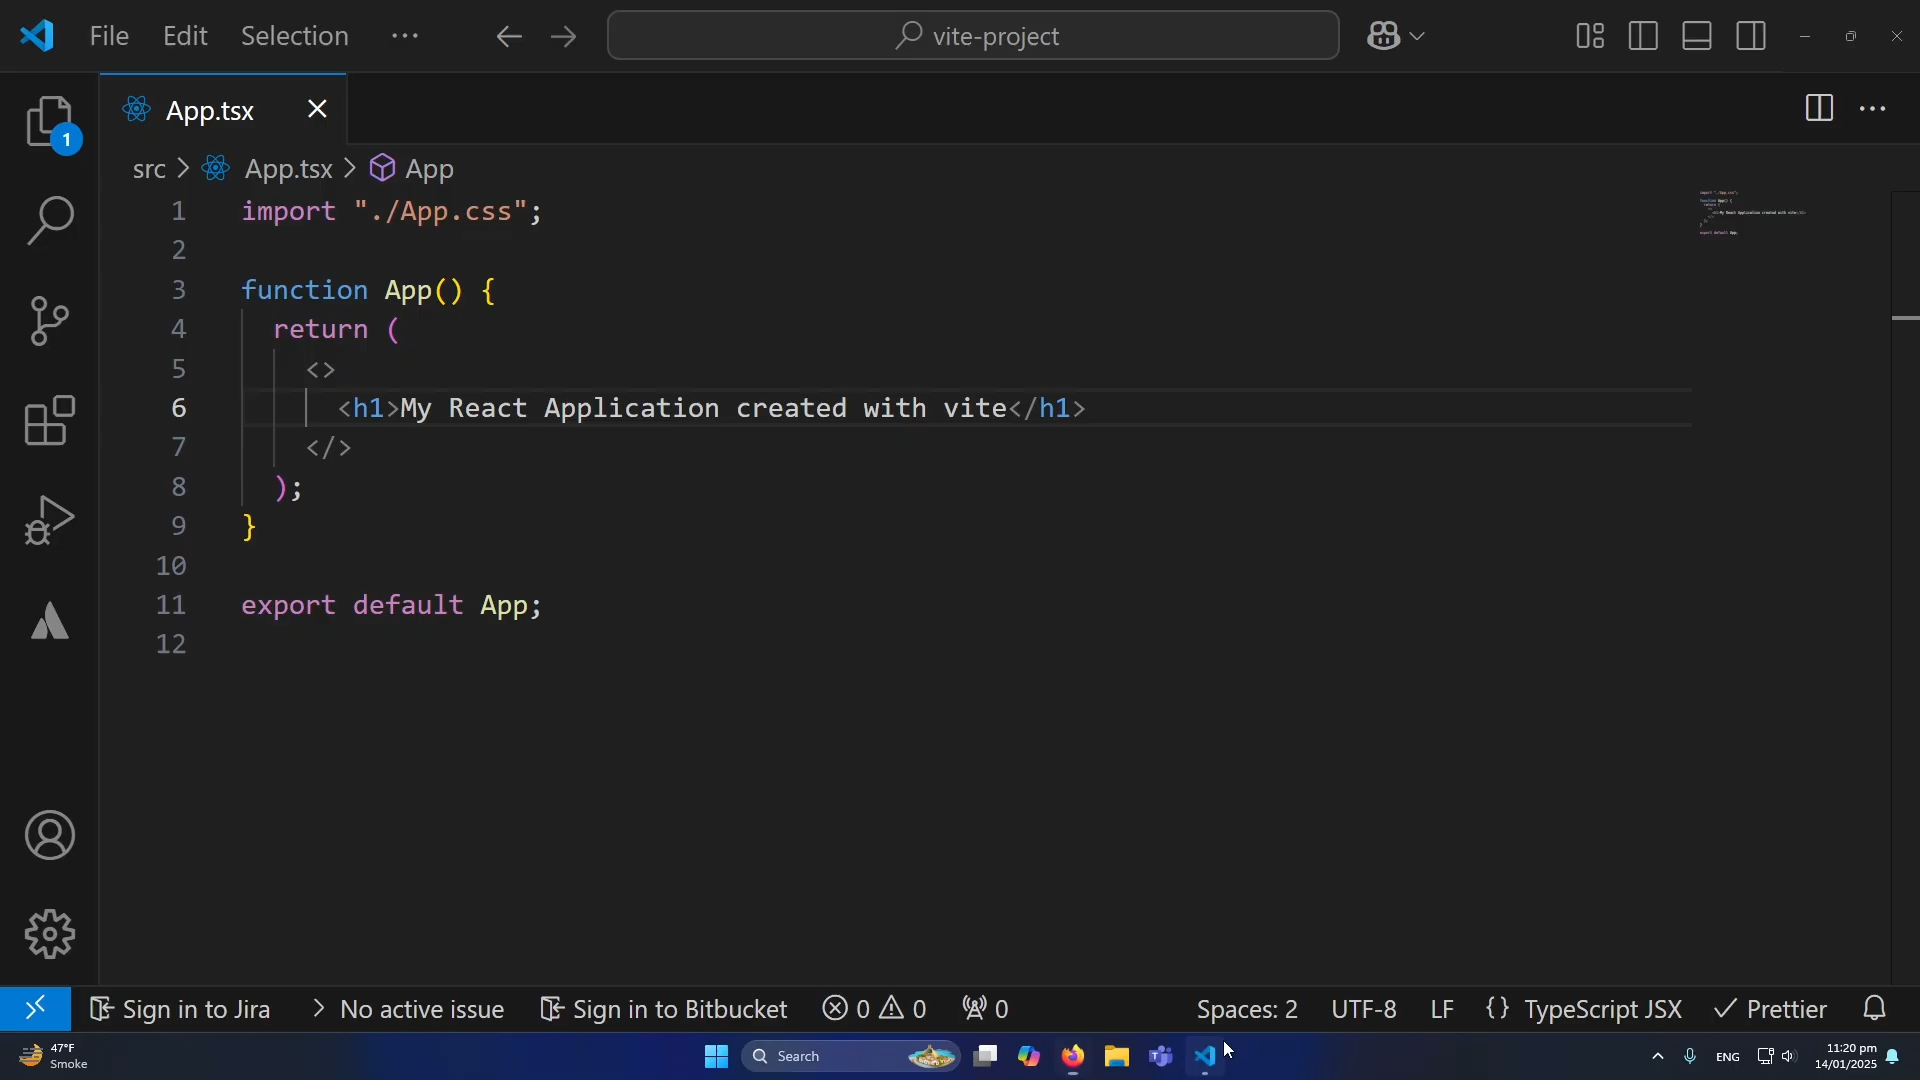 File Edit Selection ··· vite-project
App.tsx
1
src > App.tsx > App
1 import "./App.css";
2
3 function App() {
4 return (
5 <>
6 <h1>My React Application created with vite</h1>
7 </>
8 );
9 }
10
11 export default App;
12
Sign in to Jira > No active issue Sign in to Bitbucket 0 0 0 Spaces: 2 UTF-8 LF {} TypeScript JSX Prettier
47°F
Smoke
Search
ENG
11:20 pm
14/01/2025